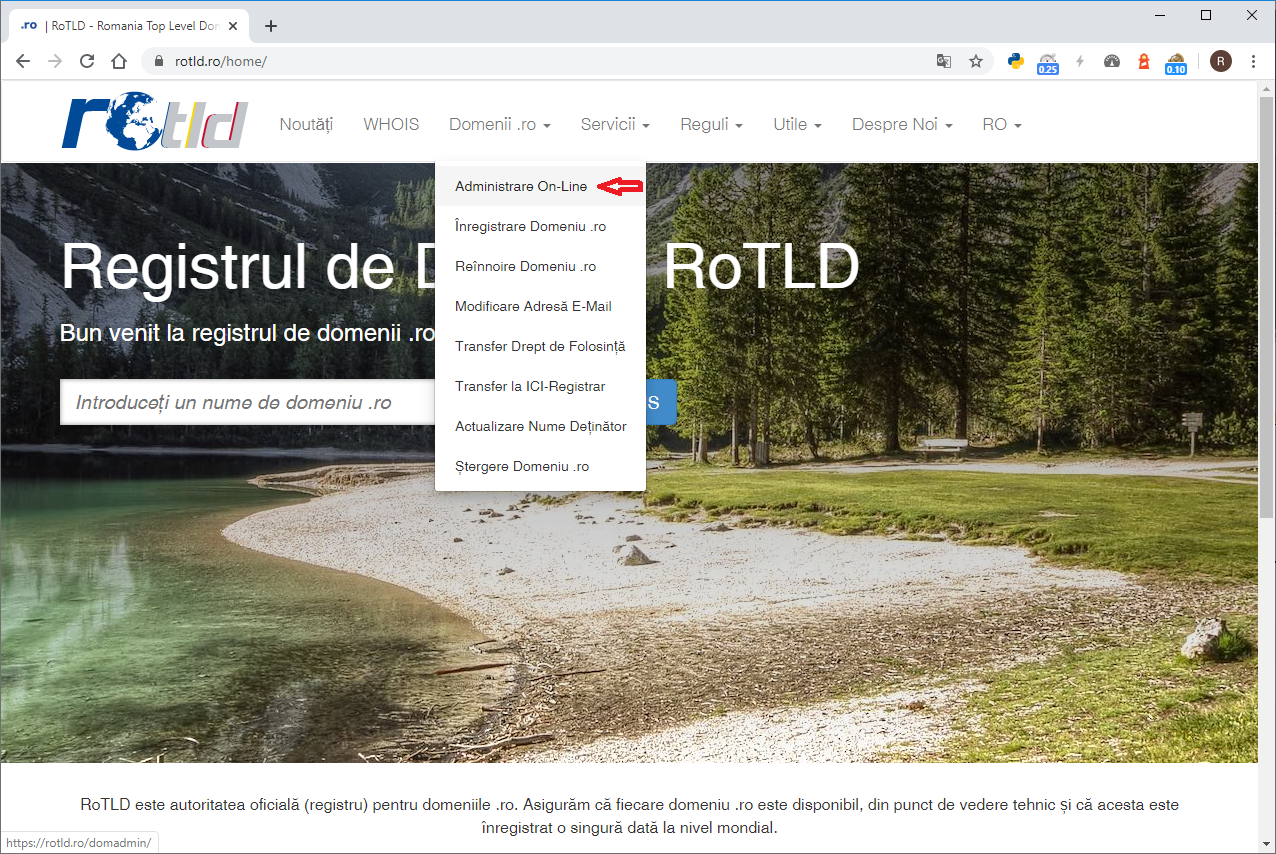 .ro | RoTLD - Romania Top Level Do
rotld.ro/home/
0.25
0.10
R
rotld
Noutăți WHOIS Domenii .ro Servicii Reguli Utile Despre Noi RO
Administrare On-Line
Înregistrare Domeniu .ro
Reînnoire Domeniu .ro
Modificare Adresă E-Mail
Transfer Drept de Folosință
Transfer la ICI-Registrar
Actualizare Nume Deținător
Ștergere Domeniu .ro
Registrul de D RoTLD
Bun venit la registrul de domenii .ro
Introduceți un nume de domeniu .ro
S
RoTLD este autoritatea oficială (registru) pentru domeniile .ro. Asigurăm că fiecare domeniu .ro este disponibil, din punct de vedere tehnic și că acesta este
înregistrat o singură dată la nivel mondial.
https://rotld.ro/domadmin/